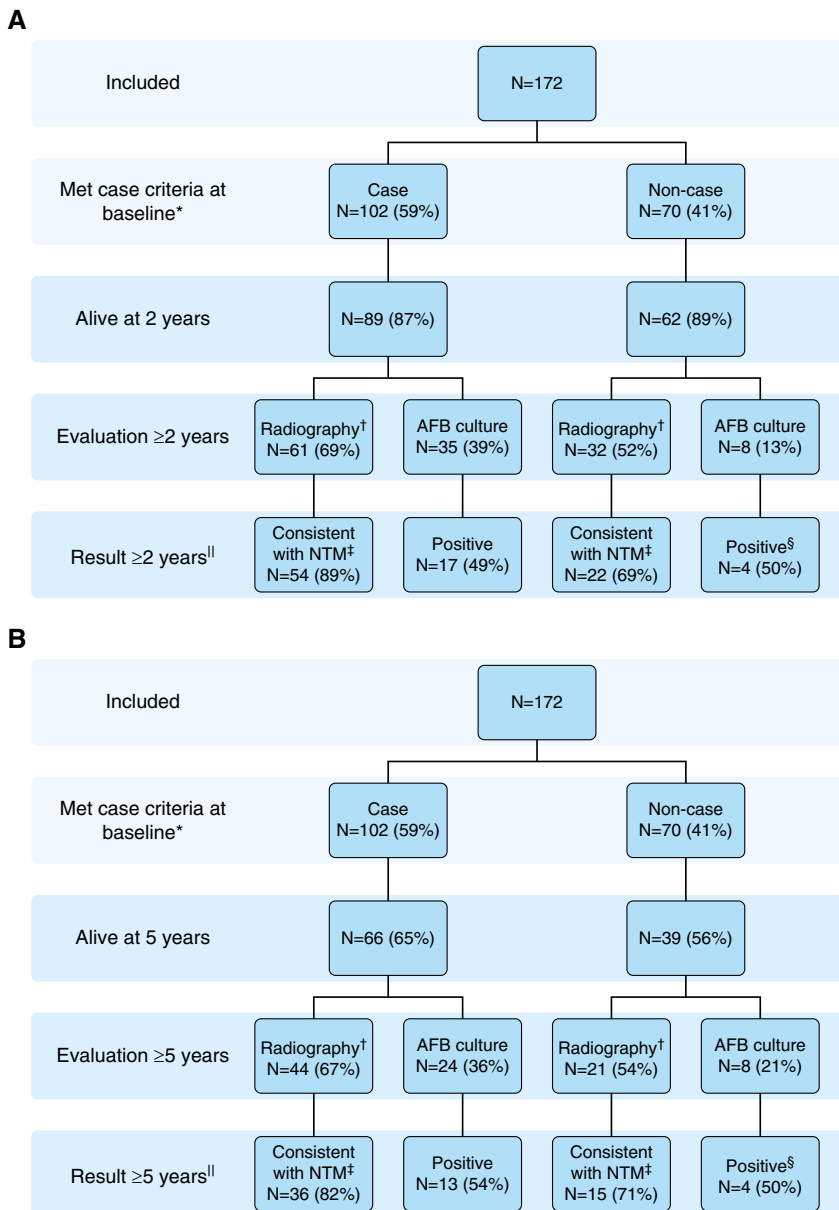 A
Included
N=172
Met case criteria at
baseline*
Case
N=102 (59%)
Non-case
N=70 (41%)
Alive at 2 years
N=89 (87%)
N=62 (89%)
Evaluation ≥2 years
Radiography†
N=61 (69%)
AFB culture
N=35 (39%)
Radiography†
N=32 (52%)
AFB culture
N=8 (13%)
Result ≥2 years||
Consistent
with NTM‡
N=54 (89%)
Positive
N=17 (49%)
Consistent
with NTM‡
N=22 (69%)
Positive§
N=4 (50%)
B
Included
N=172
Met case criteria at
baseline*
Case
N=102 (59%)
Non-case
N=70 (41%)
Alive at 5 years
N=66 (65%)
N=39 (56%)
Evaluation ≥5 years
Radiography†
N=44 (67%)
AFB culture
N=24 (36%)
Radiography†
N=21 (54%)
AFB culture
N=8 (21%)
Result ≥5 years||
Consistent
with NTM‡
N=36 (82%)
Positive
N=13 (54%)
Consistent
with NTM‡
N=15 (71%)
Positive§
N=4 (50%)